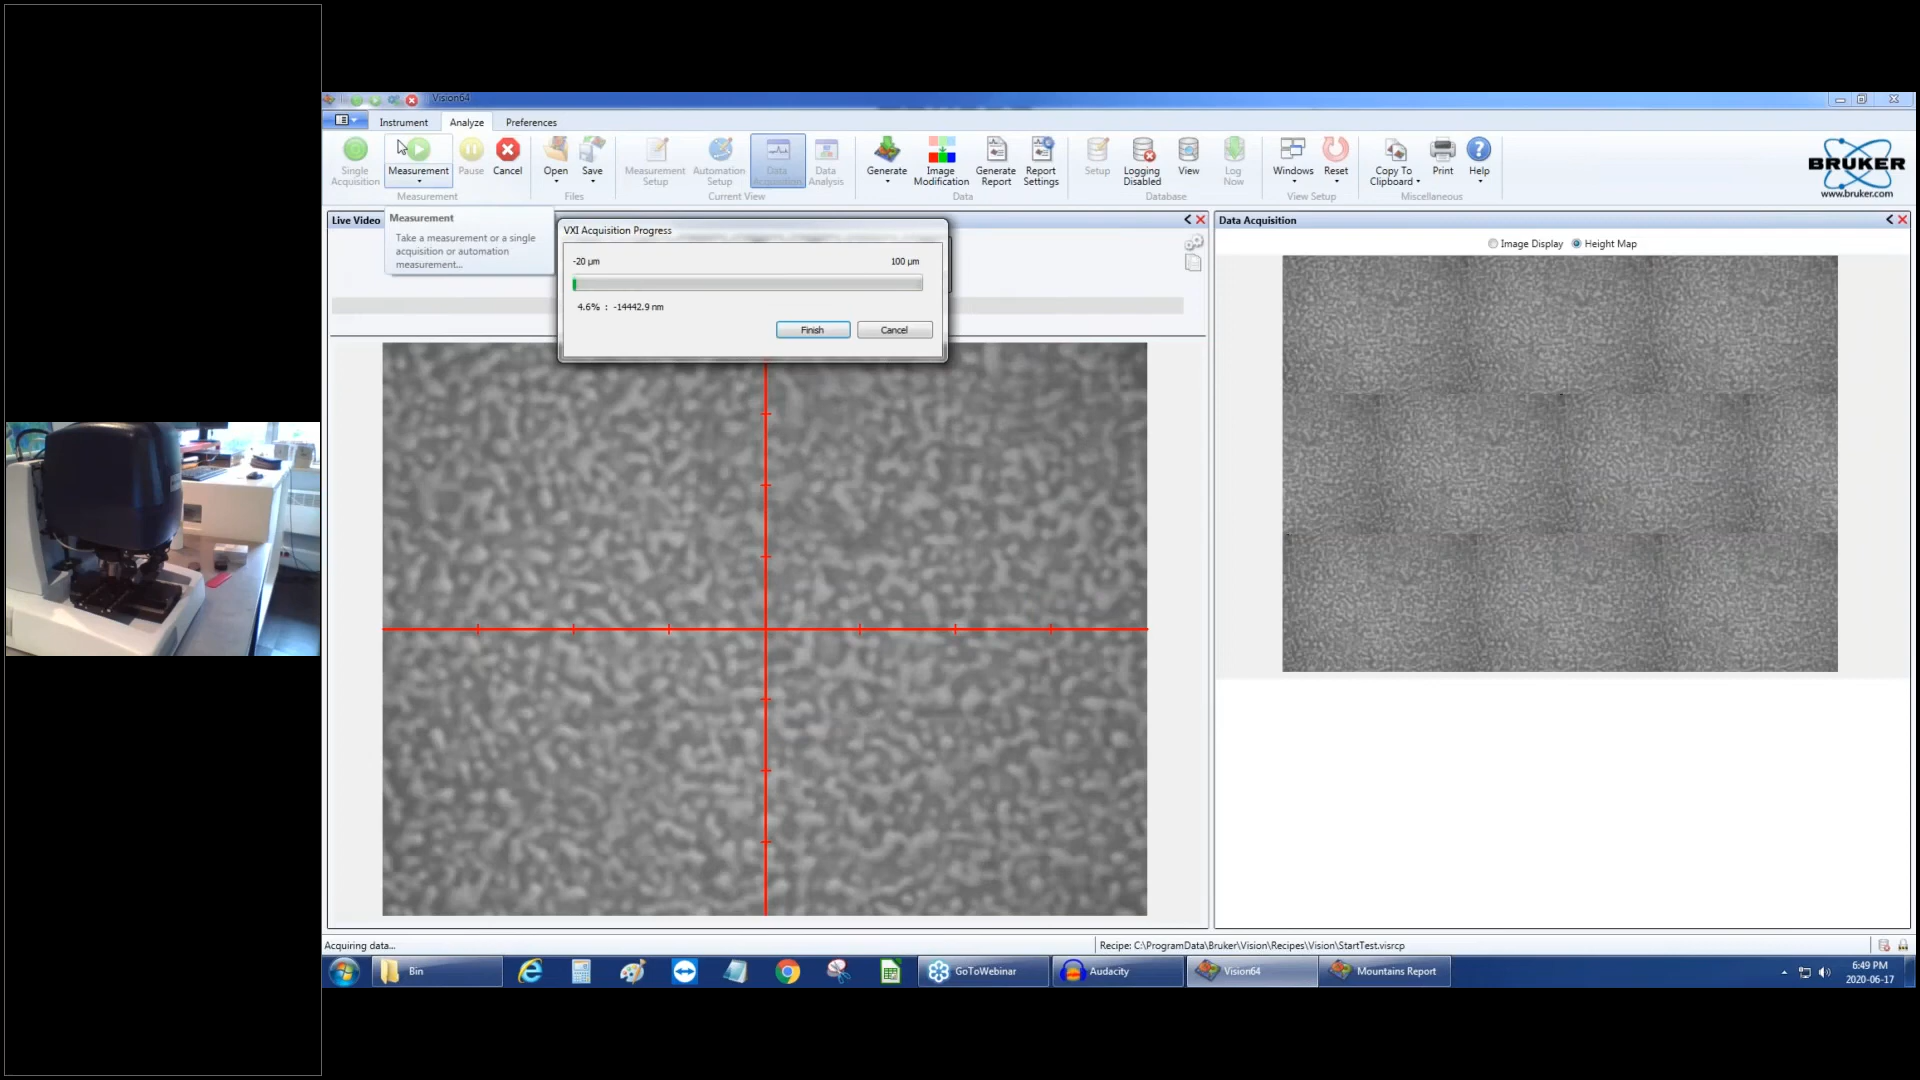 Vision64
Instrument
Analyze
Preferences
Single
Acquisition
Measurement
Pause
Cancel
Measurement
Open
Save
Files
Measurement
Setup
Automation
Setup
Data
Acquisition
Data
Analysis
Current View
Generate
Image
Modification
Generate
Report
Report
Settings
Data
Setup
Logging
Disabled
View
Log
Now
Database
Windows
Reset
View Setup
Copy To
Clipboard
Print
Help
Miscellaneous
BRUKER
www.bruker.com
Live Video
Measurement
Take a measurement or a single
acquisition or automation
measurement...
VXI Acquisition Progress
-20 µm
100 µm
4.6% : -14442.9 nm
Finish
Cancel
Data Acquisition
Image Display
Height Map
Acquiring data...
Recipe: C:\ProgramData\Bruker\Vision\Recipes\Vision\StartTest.visrcp
Bin
GoToWebinar
Audacity
Vision64
Mountains Report
6:49 PM
2020-06-17